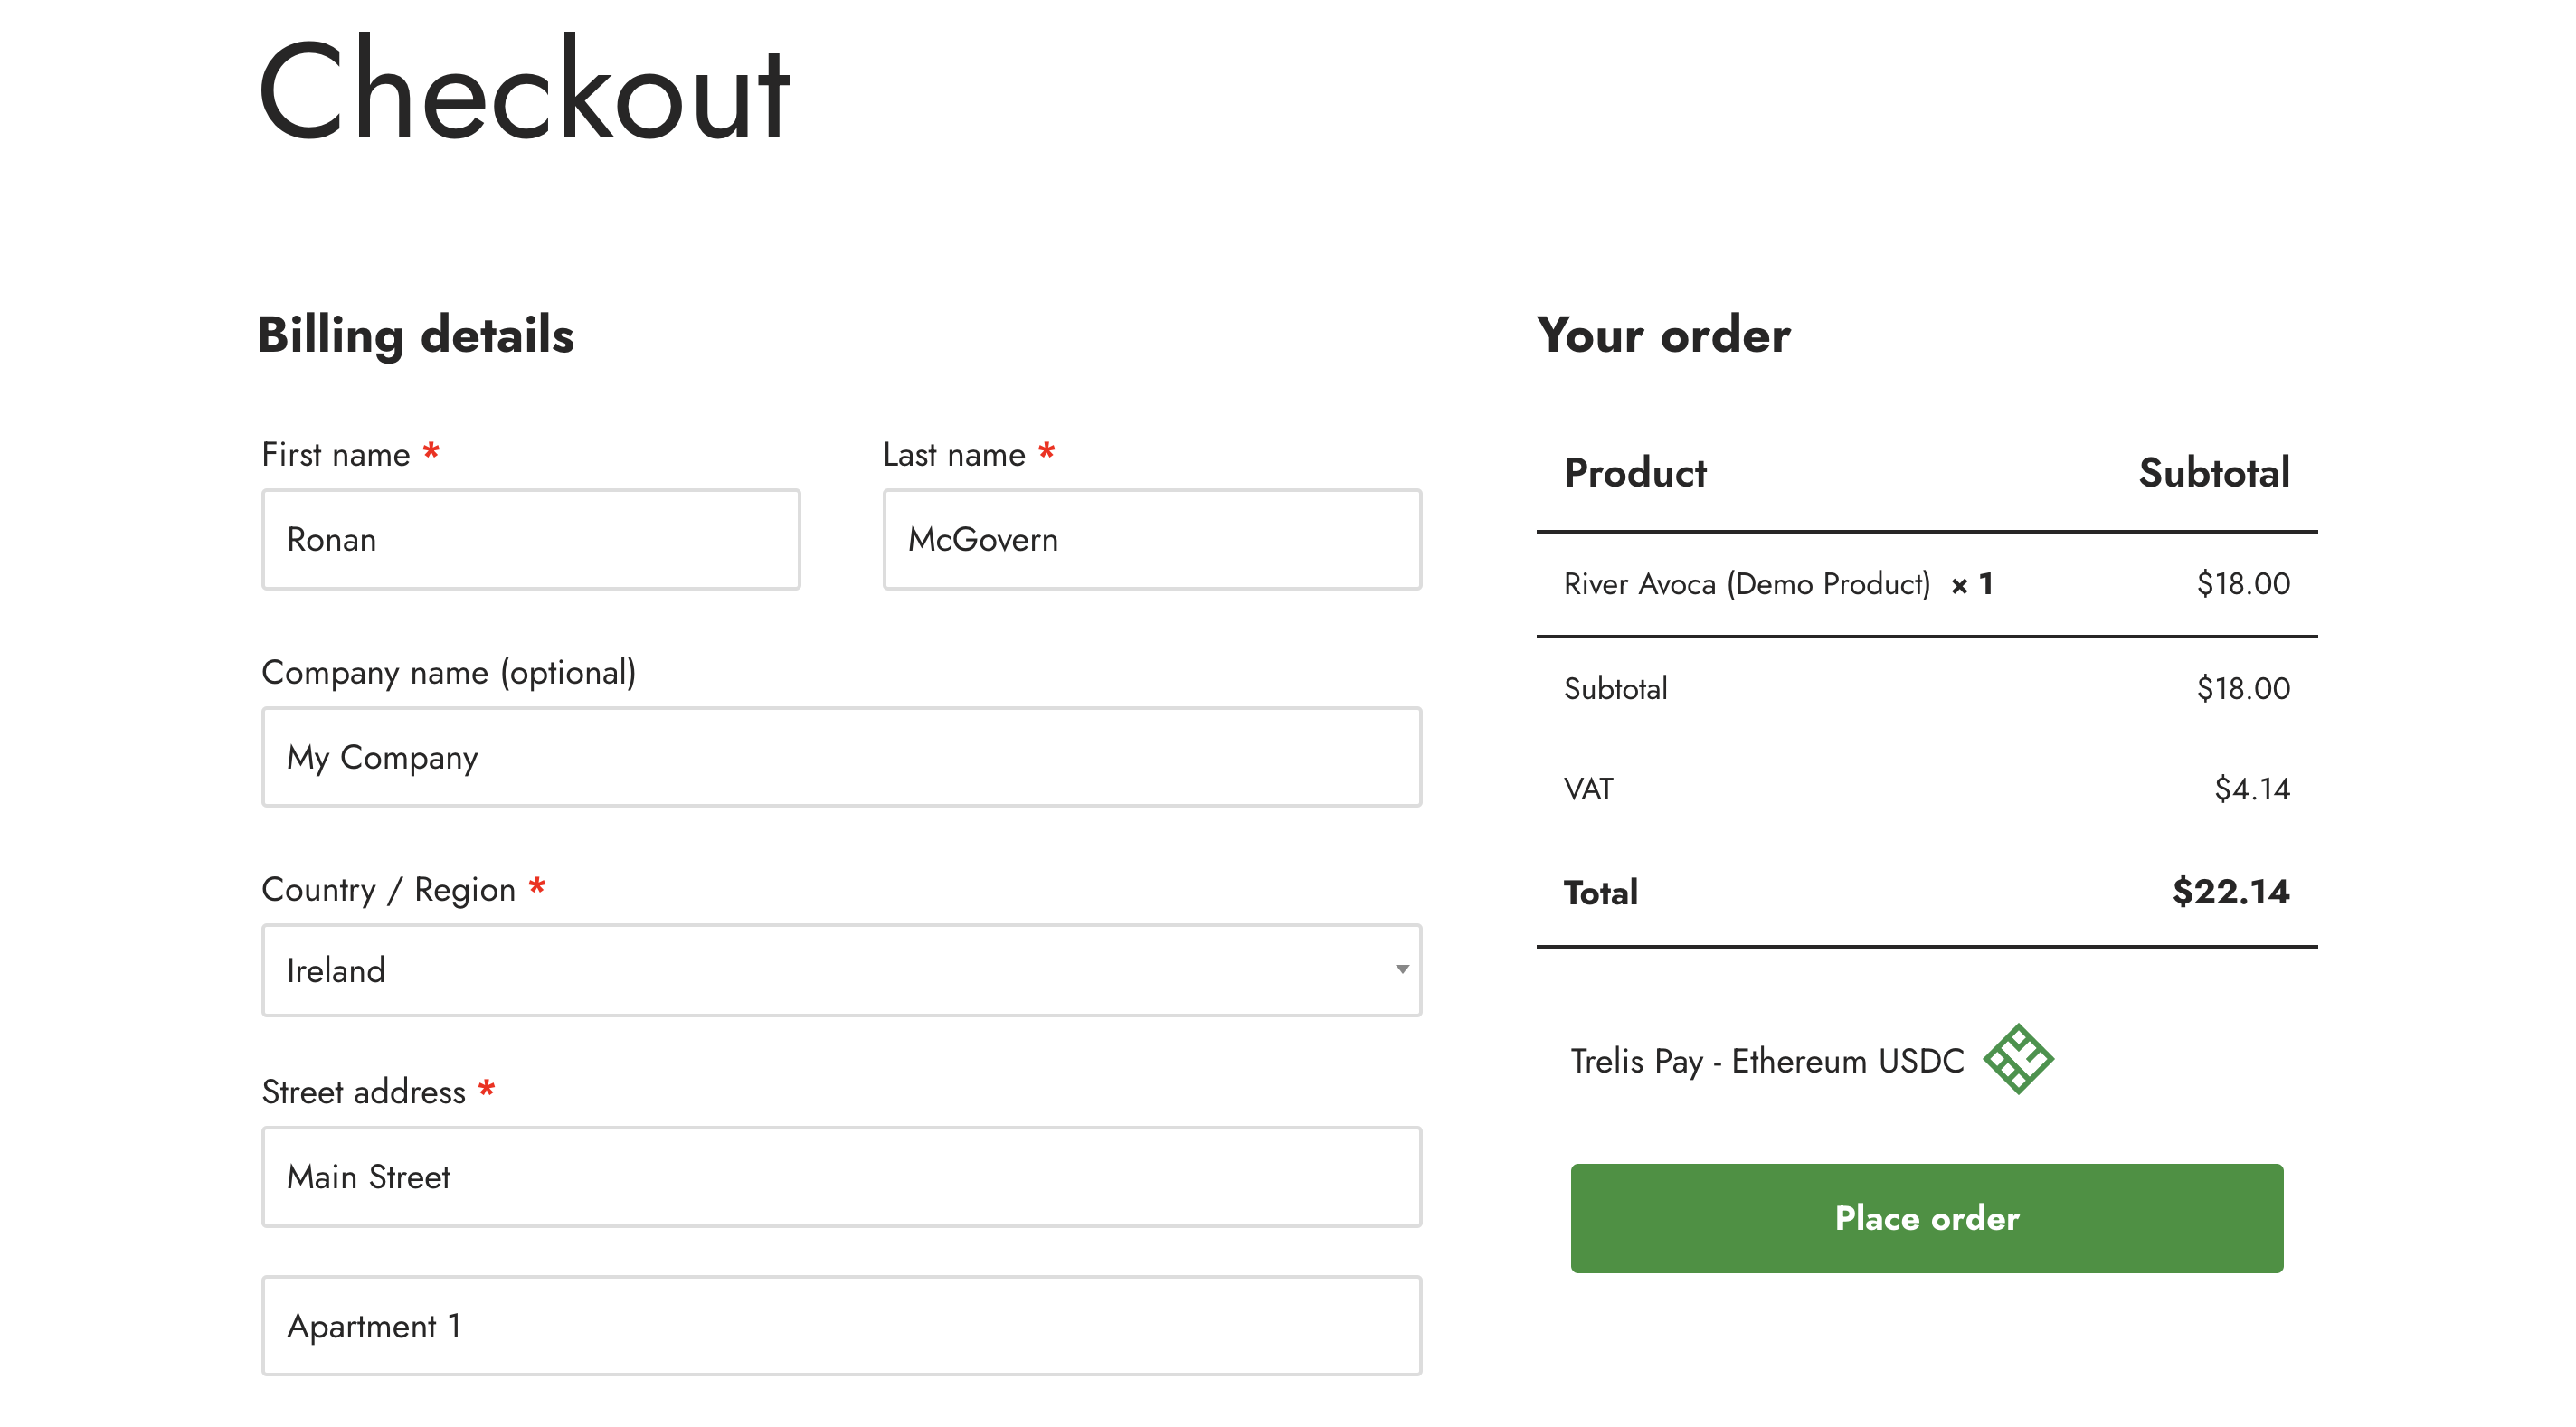 Checkout
Billing details
First name *
Last name *
Ronan
McGovern
Company name (optional)
My Company
Country / Region *
Ireland
Street address *
Main Street
Apartment 1
Your order
Product Subtotal
River Avoca (Demo Product) × 1 $18.00
Subtotal $18.00
VAT $4.14
Total $22.14
Trelis Pay - Ethereum USDC
Place order